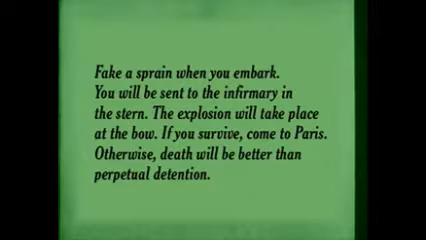 Fake a sprain when you embark.
You will be sent to the infirmary in
the stern. The explosion will take place
at the bow. If you survive, come to Paris.
Otherwise, death will be better than
perpetual detention.